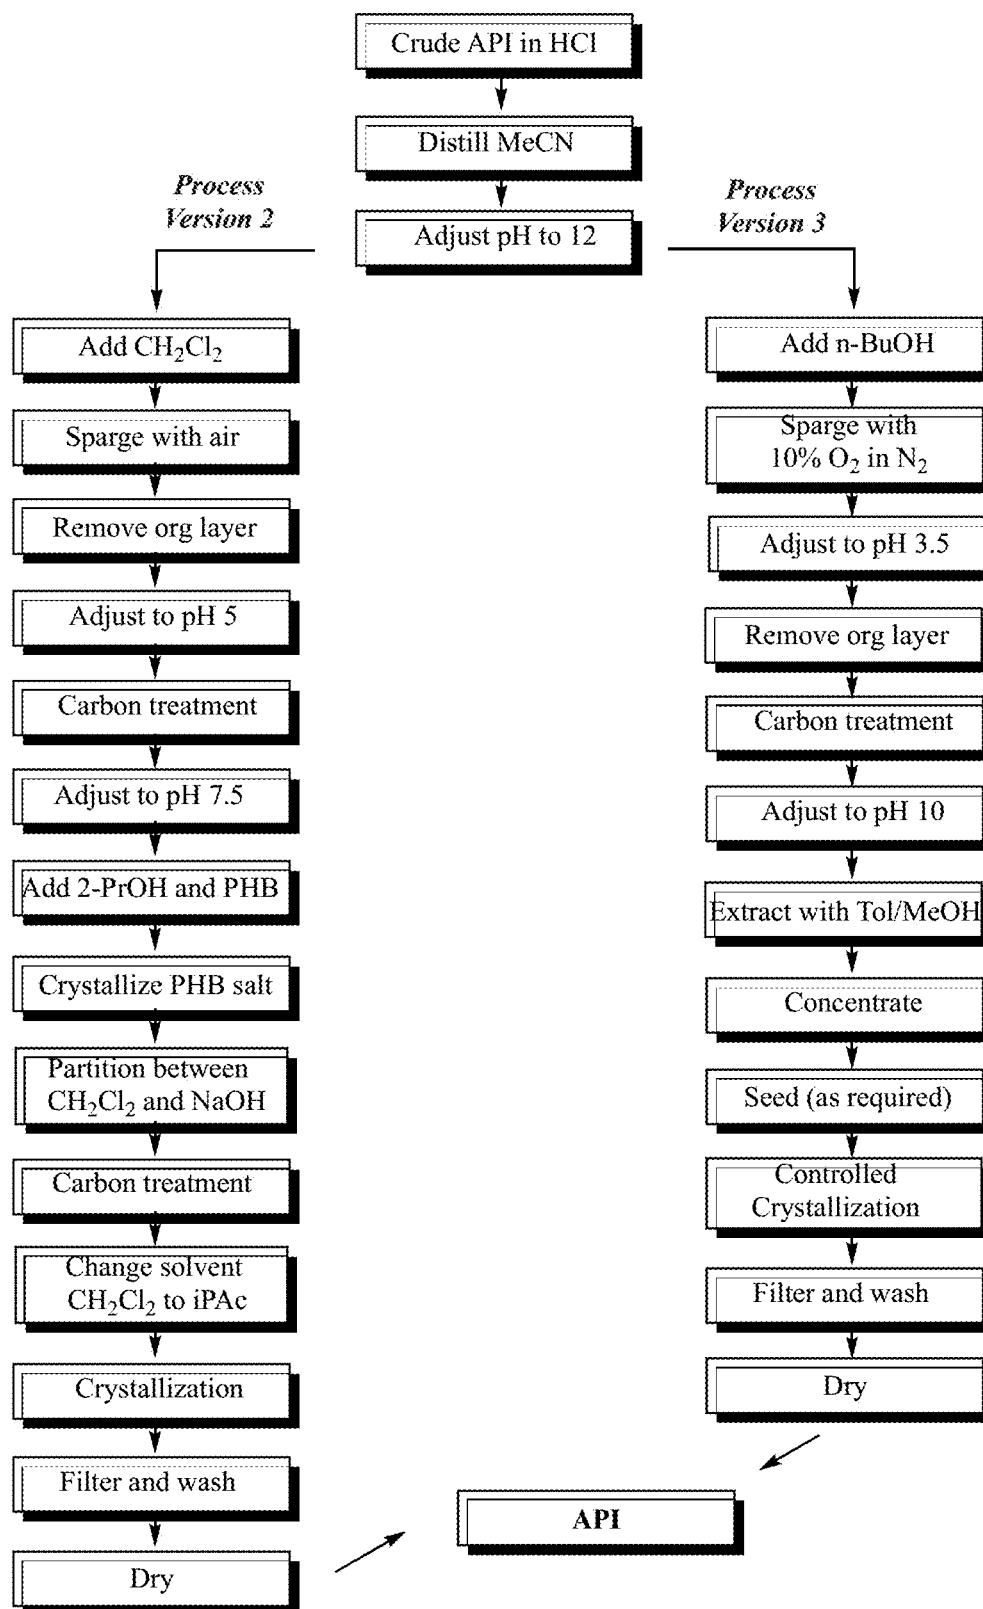 Crude API in HCl
Distill MeCN
Adjust pH to 12
Process
Version 2
Add CH₂Cl₂
Sparge with air
Remove org layer
Adjust to pH 5
Carbon treatment
Adjust to pH 7.5
Add 2-PrOH and PHB
Crystallize PHB salt
Partition between
CH₂Cl₂ and NaOH
Carbon treatment
Change solvent
CH₂Cl₂ to iPAc
Crystallization
Filter and wash
Dry
Process
Version 3
Add n-BuOH
Sparge with
10% O₂ in N₂
Adjust to pH 3.5
Remove org layer
Carbon treatment
Adjust to pH 10
Extract with Tol/MeOH
Concentrate
Seed (as required)
Controlled
Crystallization
Filter and wash
Dry
API